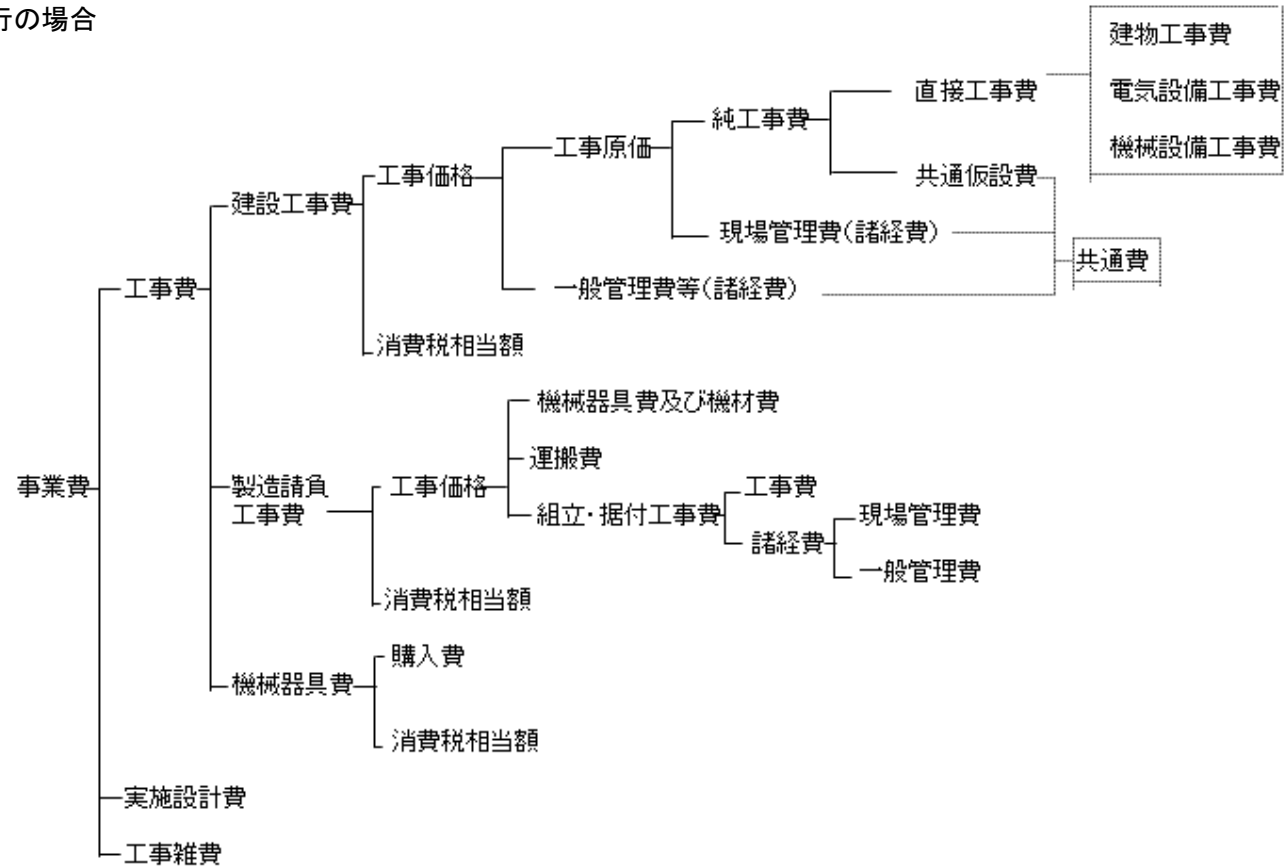 行の場合
建物工事費
直接工事費
電気設備工事費
純工事費
工事原価
機械設備工事費
工事価格
共通仮設費
建設工事費
現場管理費(諸経費)
共通費
工事費
一般管理費等(諸経費)
消費税相当額
機械器具費及び機材費
運搬費
事業費
製造請負
工事費
工事価格
工事費
組立・据付工事費
現場管理費
諸経費
一般管理費
消費税相当額
購入費
機械器具費
消費税相当額
実施設計費
工事雑費